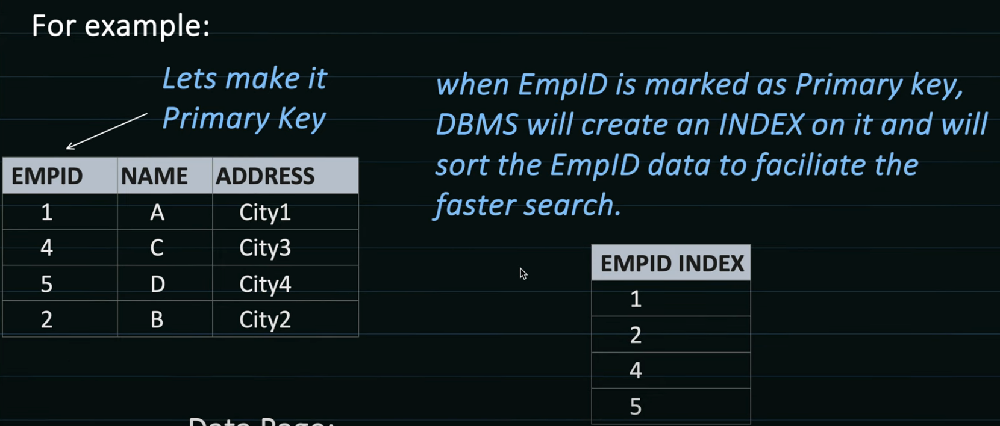 For example:
Lets make it
Primary Key
when EmpID is marked as Primary key,
DBMS will create an INDEX on it and will
sort the EmpID data to faciliate the
faster search.
EMPID NAME ADDRESS
1 A City1
4 C City3
5 D City4
2 B City2
EMPID INDEX
1
2
4
5
Data Page: